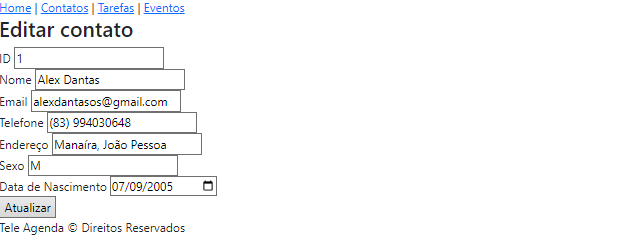 Home | Contatos | Tarefas | Eventos
Editar contato
ID 1
Nome Alex Dantas
Email alexdantasos@gmail.com
Telefone (83) 994030648
Endereço Manaíra, João Pessoa
Sexo M
Data de Nascimento 07/09/2005
Atualizar
Tele Agenda © Direitos Reservados